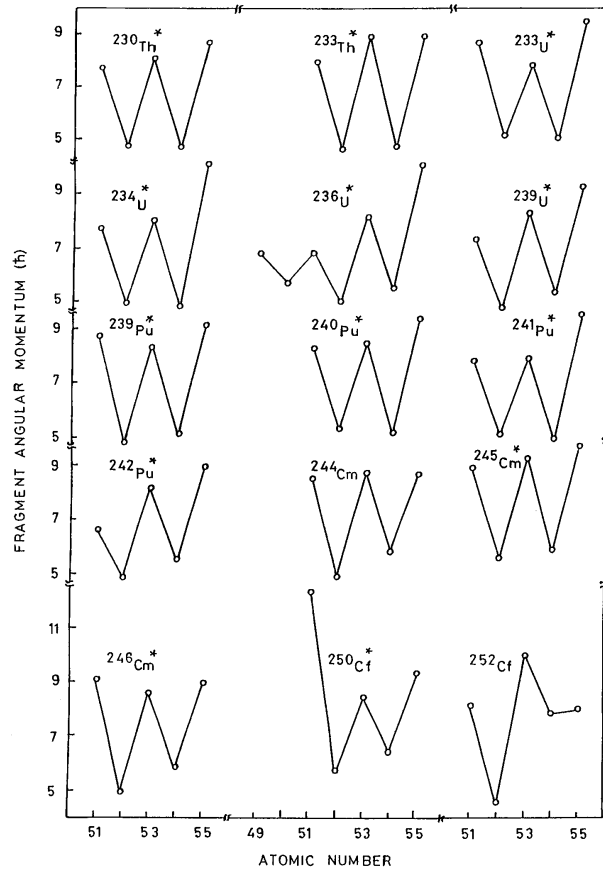 9
7
5
230Th*
233Th*
233U*
9
7
5
234U*
236U*
239U*
9
7
5
239Pu*
240Pu*
241Pu*
9
7
5
242Pu*
244Cm
245Cm*
11
9
7
5
246Cm*
250Cf*
252Cf
51 53 55 49 51 53 55 51 53 55
ATOMIC NUMBER
FRAGMENT ANGULAR MOMENTUM (ħ)